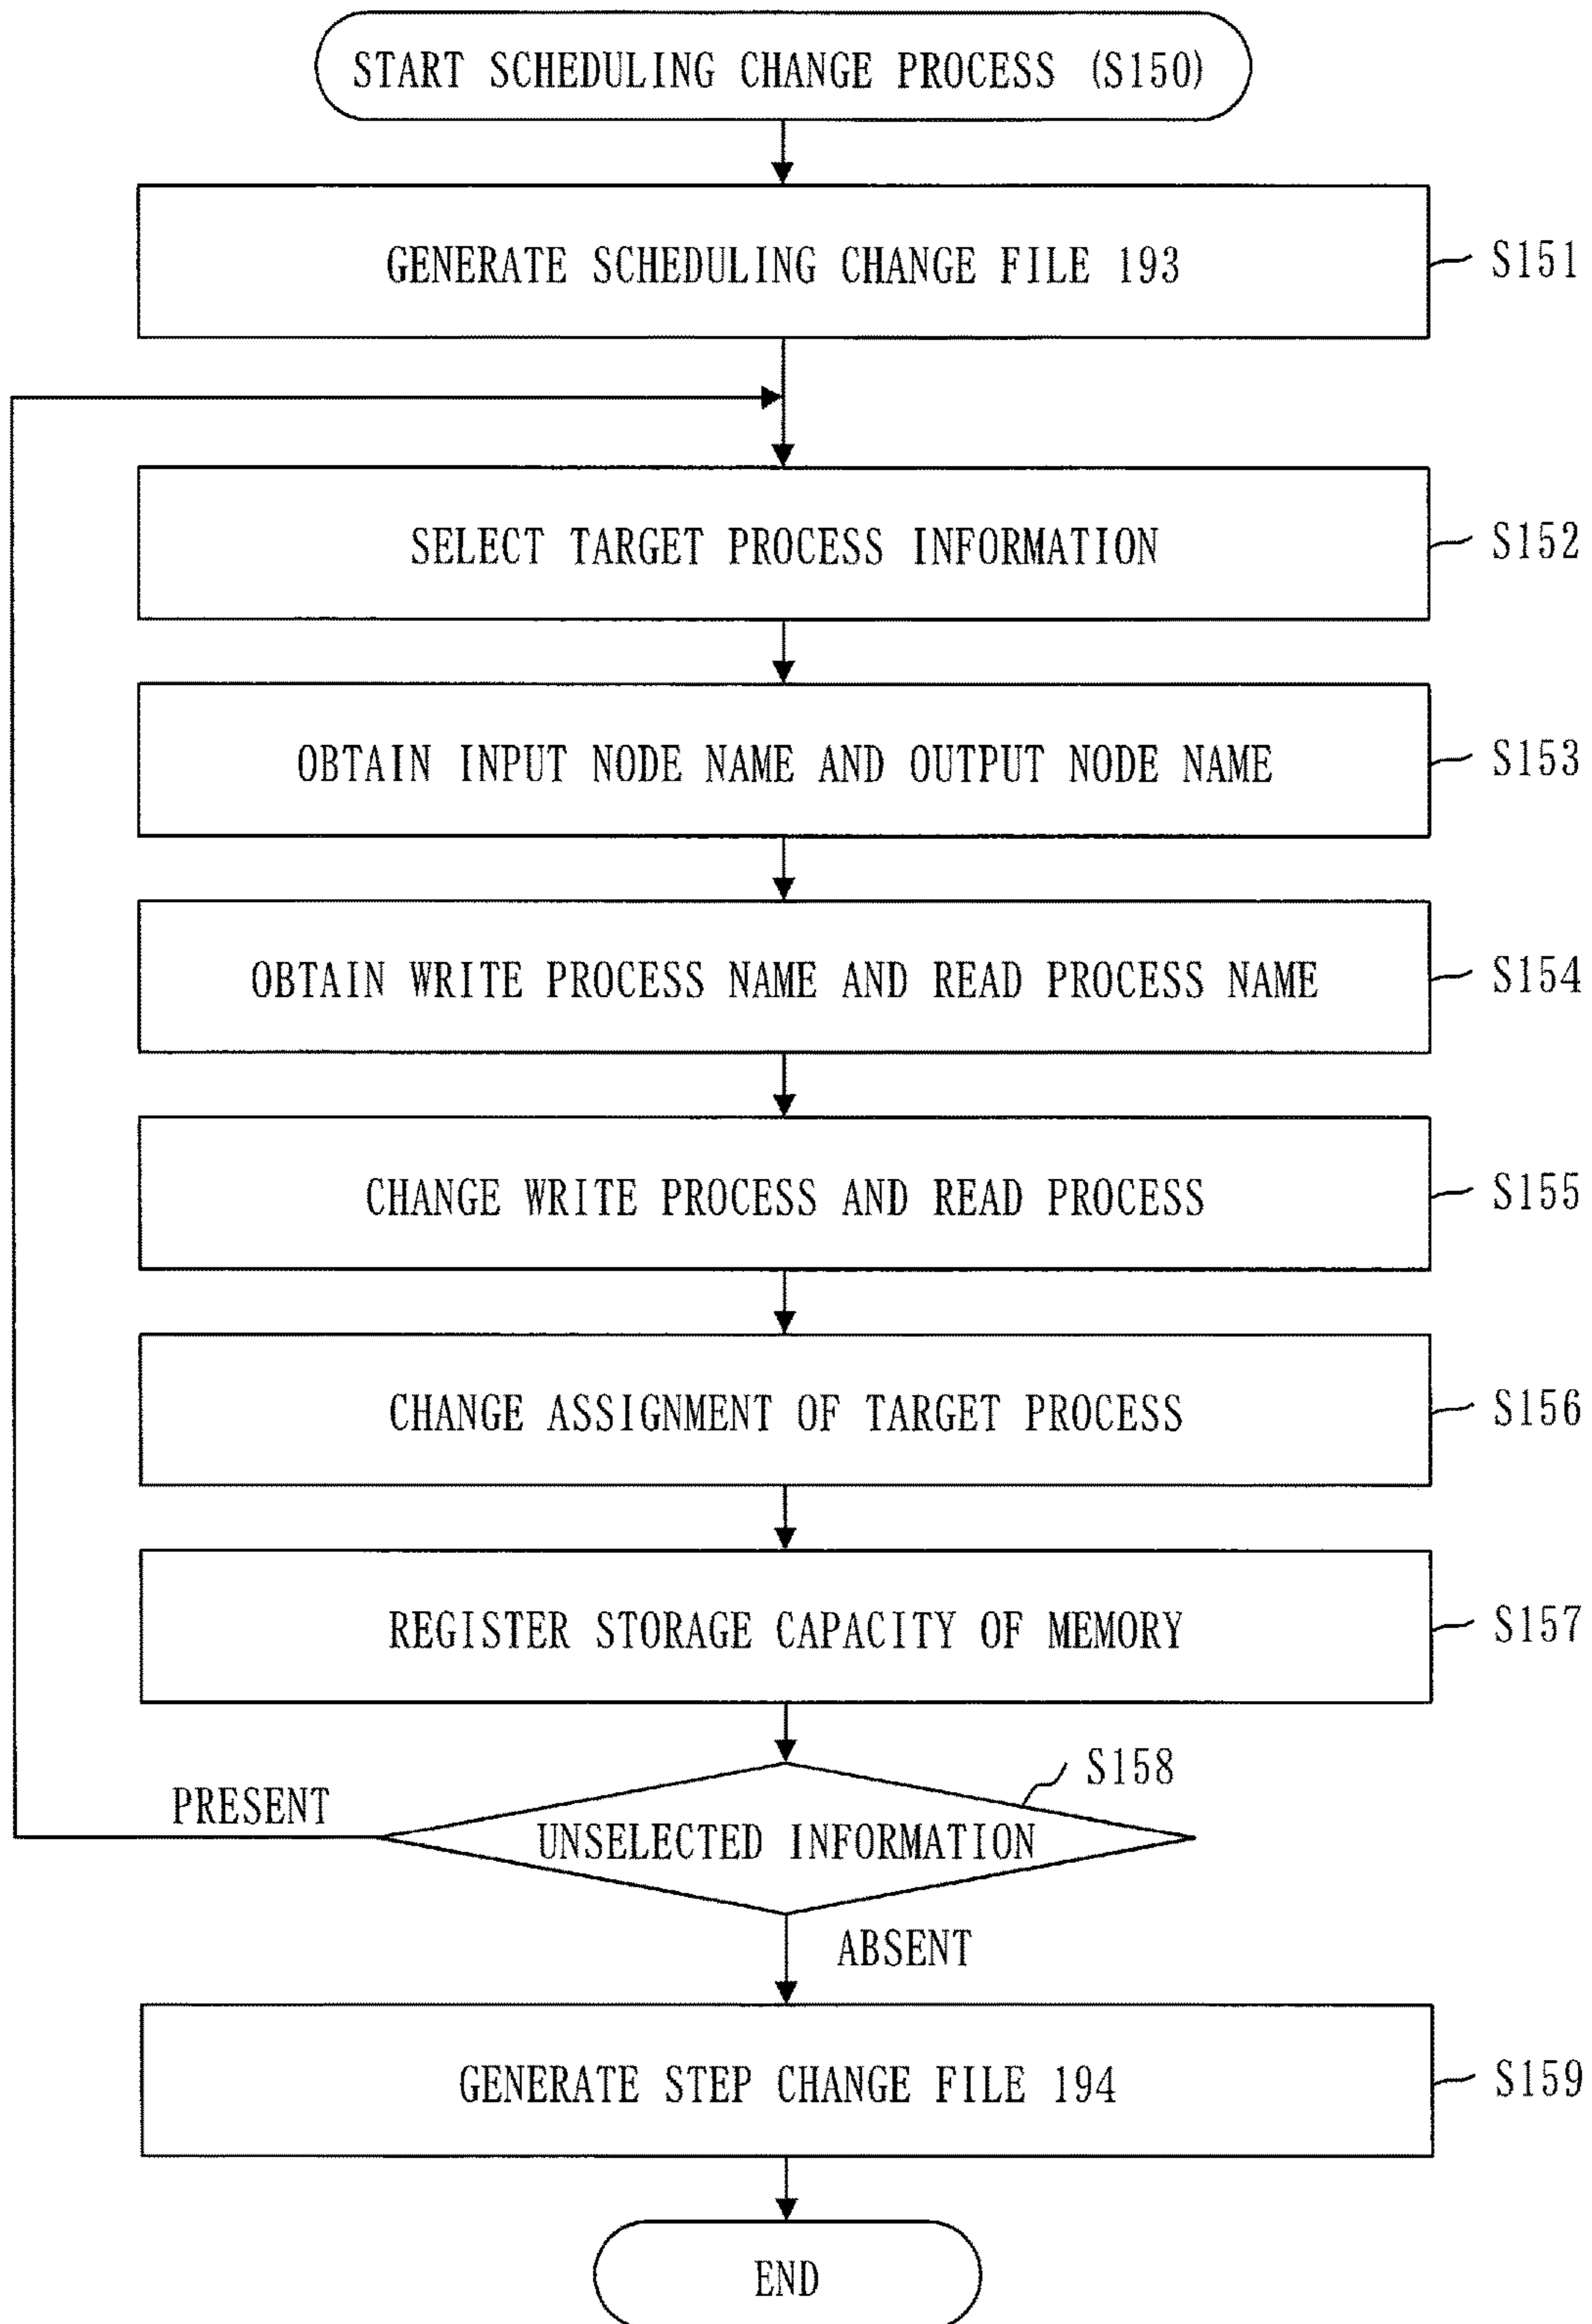 START SCHEDULING CHANGE PROCESS (S150)
GENERATE SCHEDULING CHANGE FILE 193
S151
SELECT TARGET PROCESS INFORMATION
S152
OBTAIN INPUT NODE NAME AND OUTPUT NODE NAME
S153
OBTAIN WRITE PROCESS NAME AND READ PROCESS NAME
S154
CHANGE WRITE PROCESS AND READ PROCESS
S155
CHANGE ASSIGNMENT OF TARGET PROCESS
S156
REGISTER STORAGE CAPACITY OF MEMORY
S157
S158
PRESENT
UNSELECTED INFORMATION
ABSENT
GENERATE STEP CHANGE FILE 194
S159
END